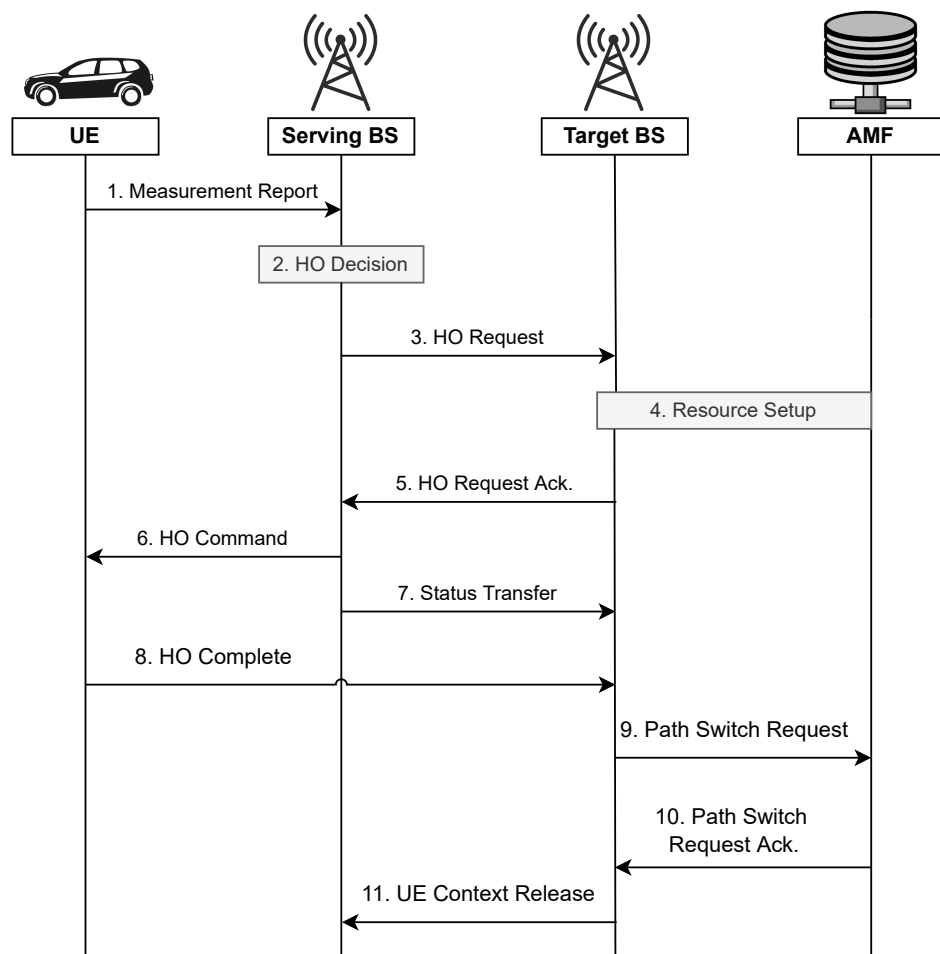 UE
Serving BS
Target BS
AMF
1. Measurement Report
2. HO Decision
3. HO Request
4. Resource Setup
5. HO Request Ack.
6. HO Command
7. Status Transfer
8. HO Complete
9. Path Switch Request
10. Path Switch
Request Ack.
11. UE Context Release